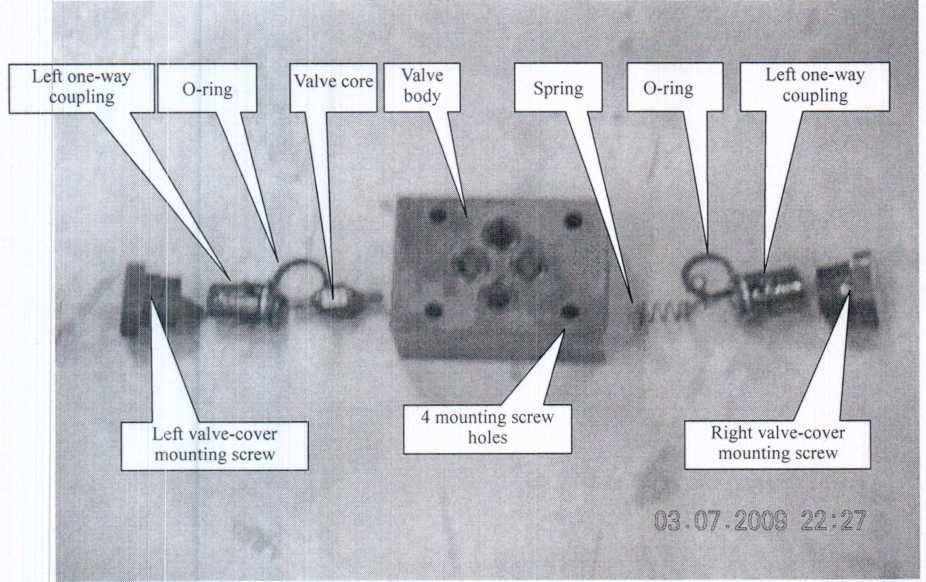 Left one-way
coupling
O-ring
Valve core
Valve
body
Spring
O-ring
Left one-way
coupling
Left valve-cover
mounting screw
4 mounting screw
holes
Right valve-cover
mounting screw
03.07.2009 22:27